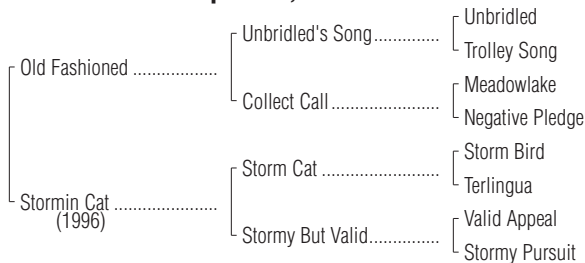 Unbridled
Unbridled's Song..............
Trolley Song
Old Fashioned ..................
Meadowlake
Collect Call.......................
Negative Pledge
Storm Bird
Storm Cat .........................
Terlingua
Stormin Cat ......................
(1996)
Valid Appeal
Stormy But Valid...............
Stormy Pursuit